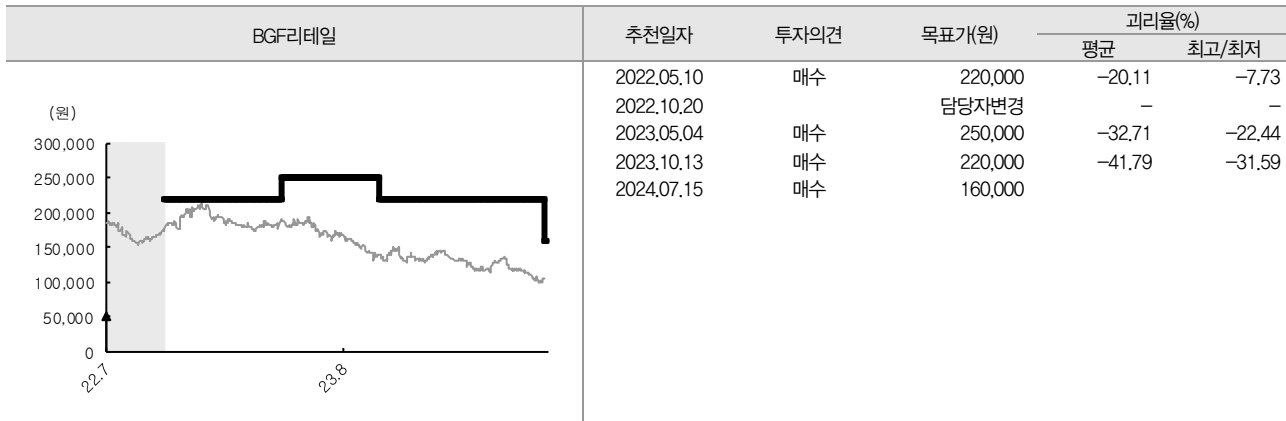 BGF리테일
(원)
300,000
250,000
200,000
150,000
100,000
50,000
0
22.7
23.8
추천일자 투자의견 목표가(원) 괴리율(%)
평균 최고/최저
2022.05.10 매수 220,000 -20.11 -7.73
2022.10.20 담당자변경 - -
2023.05.04 매수 250,000 -32.71 -22.44
2023.10.13 매수 220,000 -41.79 -31.59
2024.07.15 매수 160,000